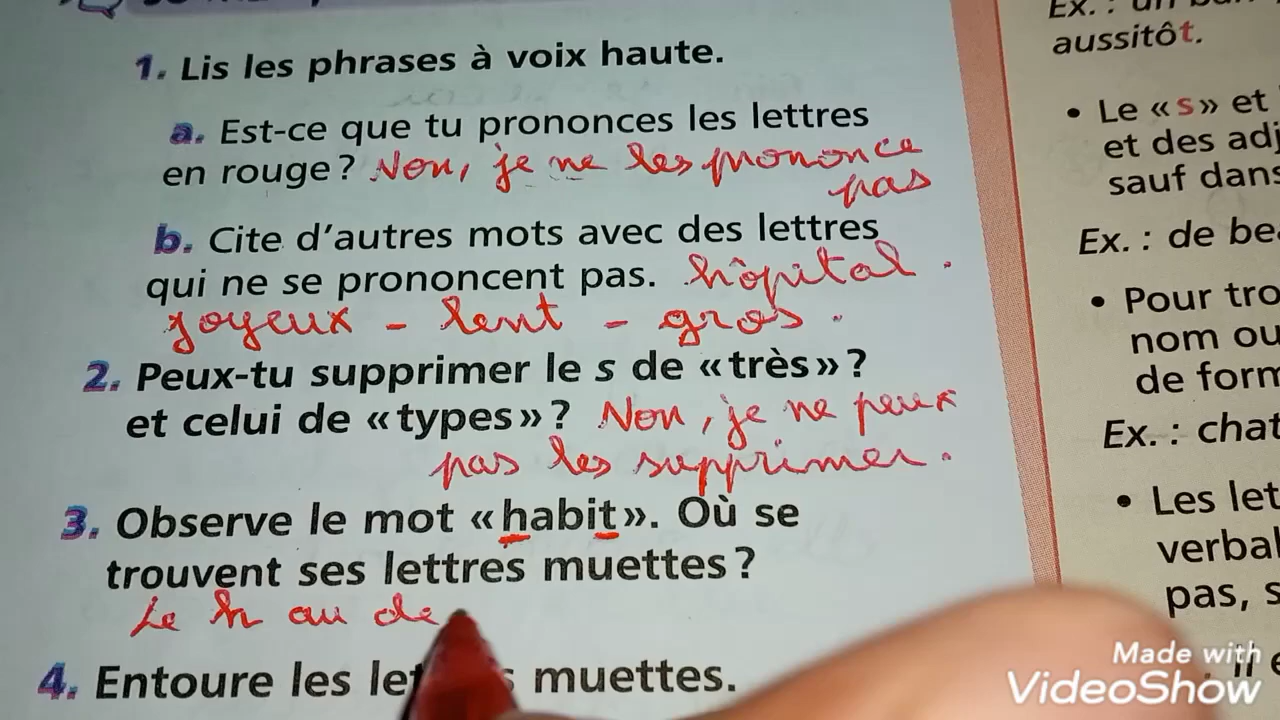 1. Lis les phrases à voix haute.
a. Est-ce que tu prononces les lettres
en rouge ? Non, je ne les prononce
pas
b. Cite d'autres mots avec des lettres
qui ne se prononcent pas. hôpital.
joyeux - lent - gros.
2. Peux-tu supprimer le s de « très » ?
et celui de « types » ? Non, je ne peux
pas les supprimer.
3. Observe le mot « habit ». Où se
trouvent ses lettres muettes ?
Le h au de
4. Entoure les muettes.
Ex. : un
aussitôt.
• Le « s » et
et des adj
sauf dans
Ex. : de be
• Pour tro
nom ou
de form
Ex. : chat
• Les let
verbal
pas, s
Made with
VideoShow